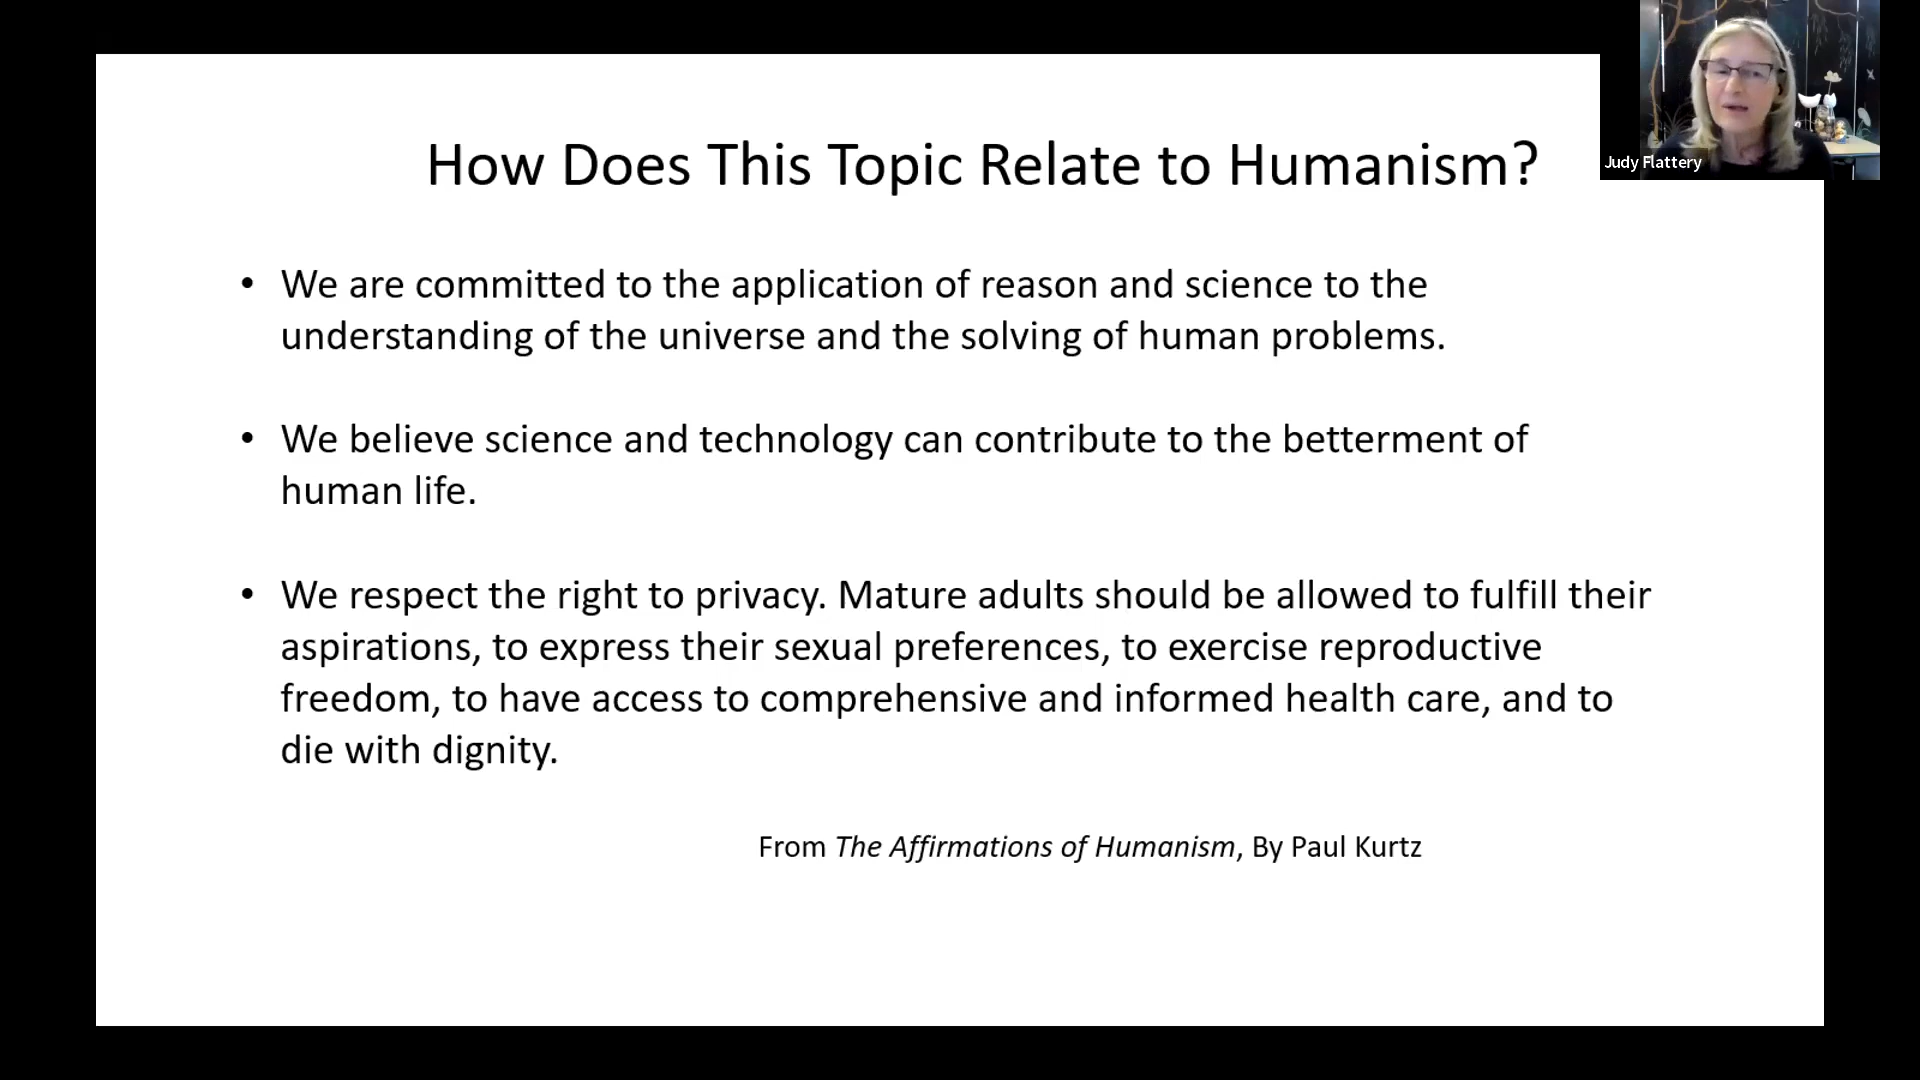 How Does This Topic Relate to Humanism?
Judy Flattery
• We are committed to the application of reason and science to the
understanding of the universe and the solving of human problems.
• We believe science and technology can contribute to the betterment of
human life.
• We respect the right to privacy. Mature adults should be allowed to fulfill their
aspirations, to express their sexual preferences, to exercise reproductive
freedom, to have access to comprehensive and informed health care, and to
die with dignity.
From The Affirmations of Humanism, By Paul Kurtz